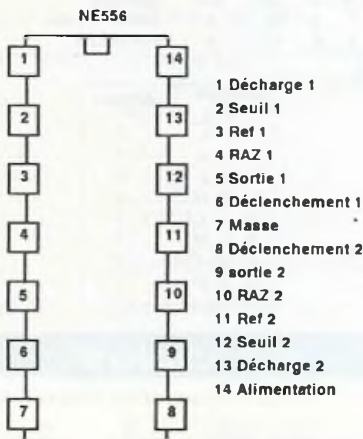 NE556
1 14
2 13
3 12
4 11
5 10
6 9
7 8
1 Décharge 1
2 Seuil 1
3 Ref 1
4 RAZ 1
5 Sortie 1
6 Déclenchement 1
7 Masse
8 Déclenchement 2
9 sortie 2
10 RAZ 2
11 Ref 2
12 Seuil 2
13 Décharge 2
14 Alimentation